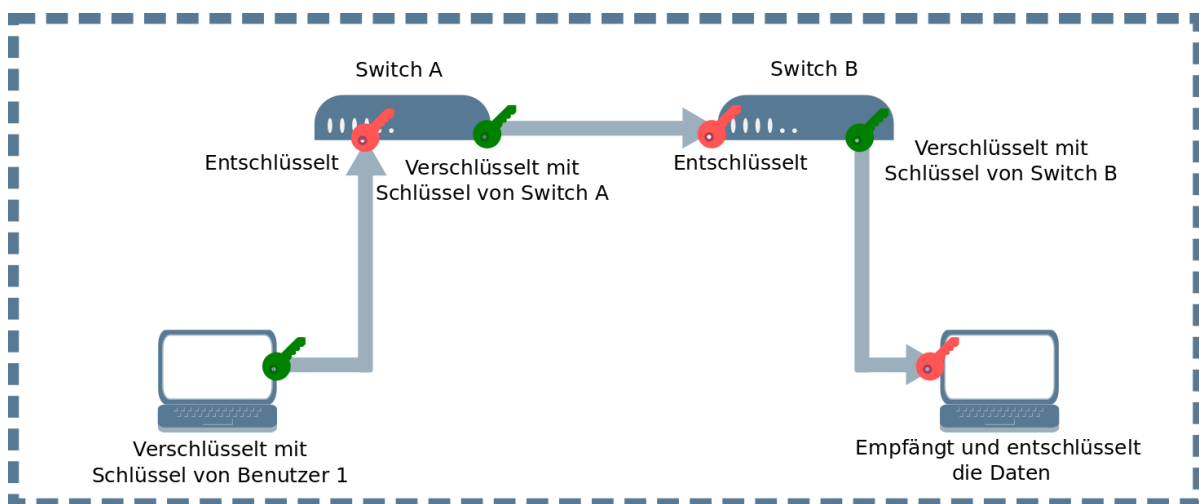 Switch A
Switch B
Entschlüsselt
Verschlüsselt mit
Schlüssel von Switch A
Entschlüsselt
Verschlüsselt mit
Schlüssel von Switch B
Verschlüsselt mit
Schlüssel von Benutzer 1
Empfängt und entschlüsselt
die Daten